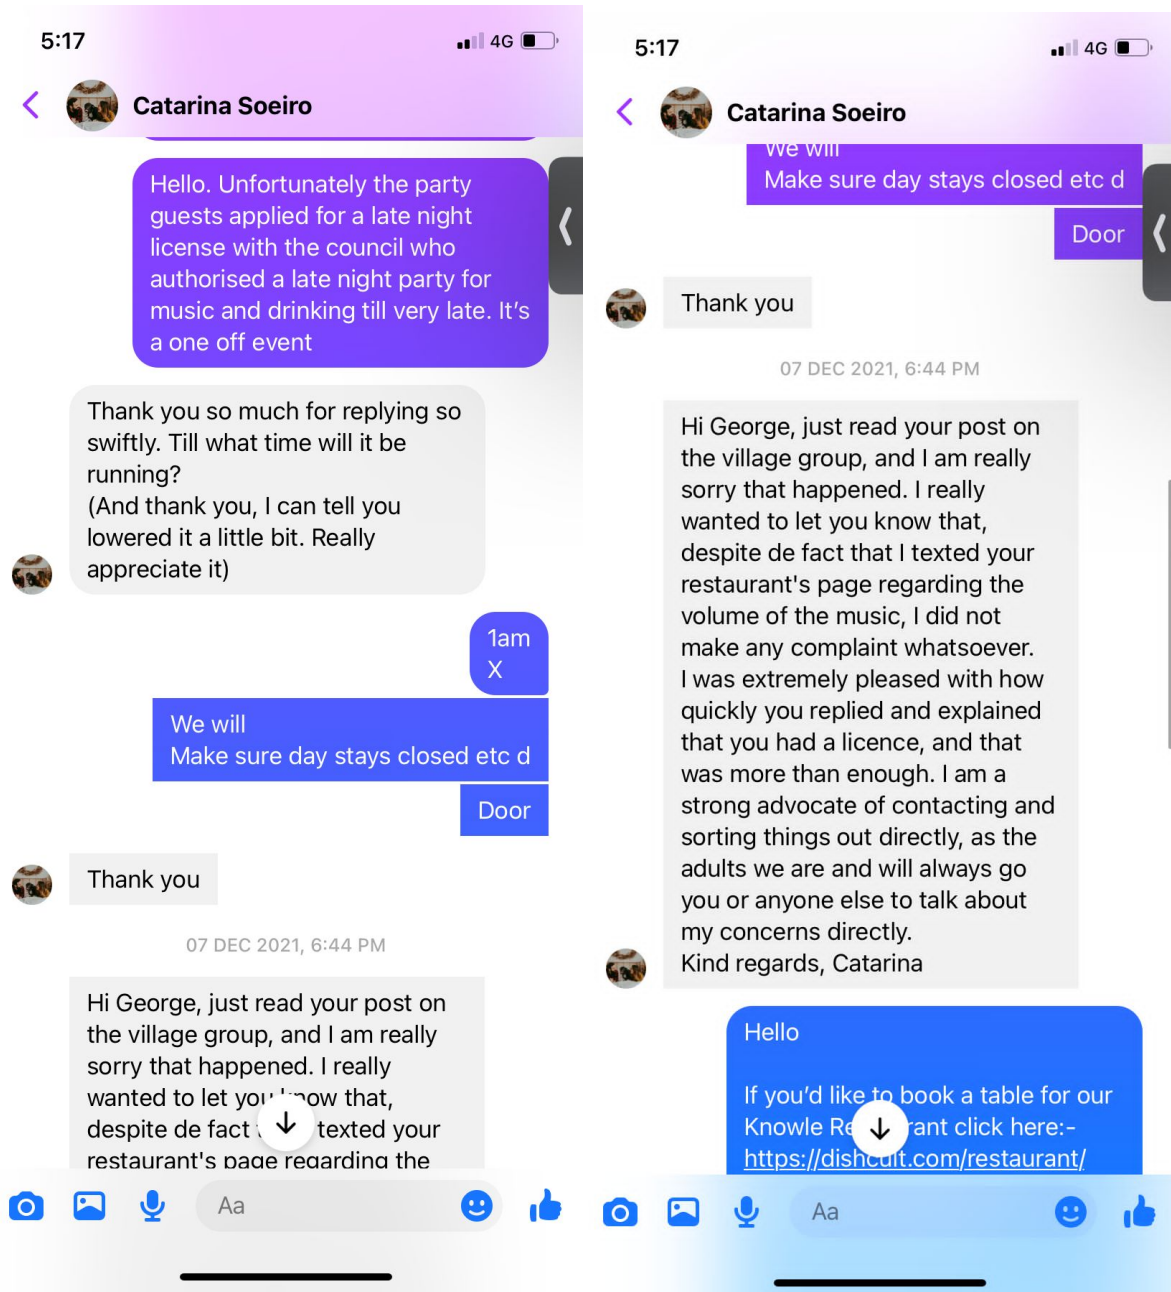 5:17
4G
Catarina Soeiro
Hello. Unfortunately the party
guests applied for a late night
license with the council who
authorised a late night party for
music and drinking till very late. It’s
a one off event
Thank you so much for replying so
swiftly. Till what time will it be
running?
(And thank you, I can tell you
lowered it a little bit. Really
appreciate it)
1am
X
We will
Make sure day stays closed etc d
Door
Thank you
07 DEC 2021, 6:44 PM
Hi George, just read your post on
the village group, and I am really
sorry that happened. I really
wanted to let you know that,
despite de fact texted your
restaurant's page regarding the
Aa
5:17
4G
Catarina Soeiro
We will
Make sure day stays closed etc d
Door
Thank you
07 DEC 2021, 6:44 PM
Hi George, just read your post on
the village group, and I am really
sorry that happened. I really
wanted to let you know that,
despite de fact that I texted your
restaurant's page regarding the
volume of the music, I did not
make any complaint whatsoever.
I was extremely pleased with how
quickly you replied and explained
that you had a licence, and that
was more than enough. I am a
strong advocate of contacting and
sorting things out directly, as the
adults we are and will always go
you or anyone else to talk about
my concerns directly.
Kind regards, Catarina
Hello
If you’d like to book a table for our
Knowle Restaurant click here:-
https://dishcult.com/restaurant/
Aa